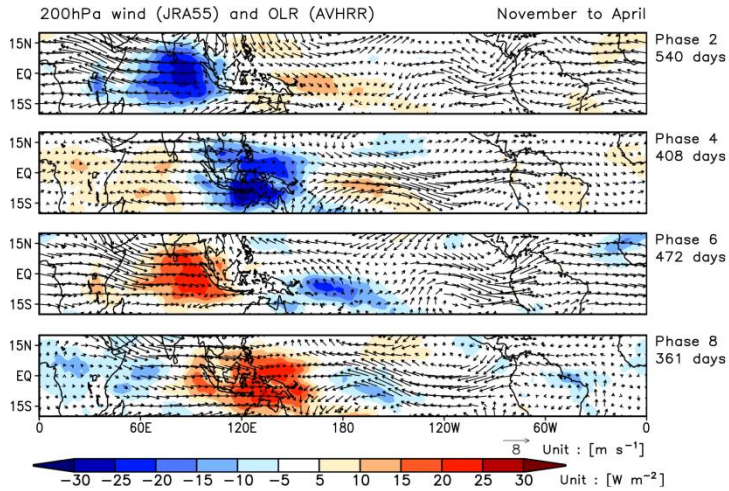 200hPa wind (JRA55) and OLR (AVHRR) November to April
15N
EQ
15S
Phase 2
540 days
15N
EQ
15S
Phase 4
408 days
15N
EQ
15S
Phase 6
472 days
15N
EQ
15S
Phase 8
361 days
0 60E 120E 180 120W 60W 0
8 Unit : [m s⁻¹]
−30 −25 −20 −15 −10 −5 5 10 15 20 25 30 Unit : [W m⁻²]